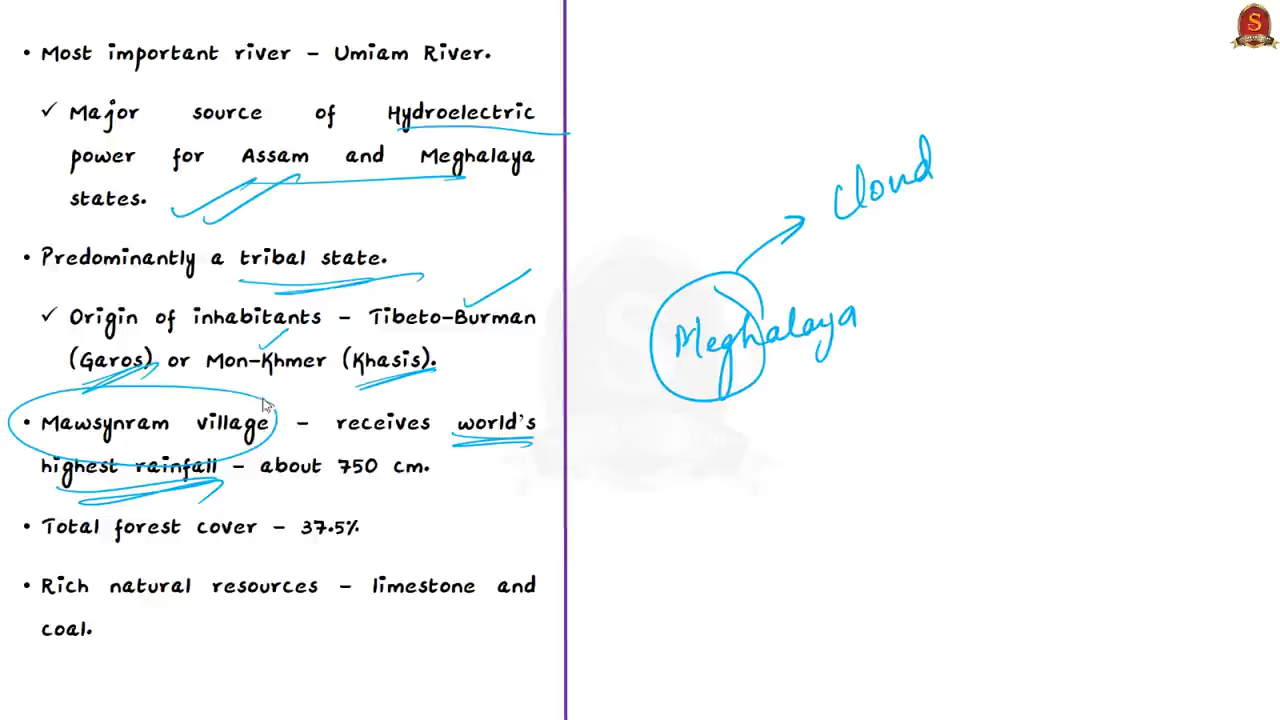 • Most important river – Umiam River.
✓ Major source of Hydroelectric
power for Assam and Meghalaya
states.
• Predominantly a tribal state.
✓ Origin of inhabitants – Tibeto-Burman
(Garos) or Mon-Khmer (Khasis).
• Mawsynram village – receives world's
highest rainfall – about 750 cm.
• Total forest cover – 37.5%
• Rich natural resources – limestone and
coal.
cloud
Meghalaya
S